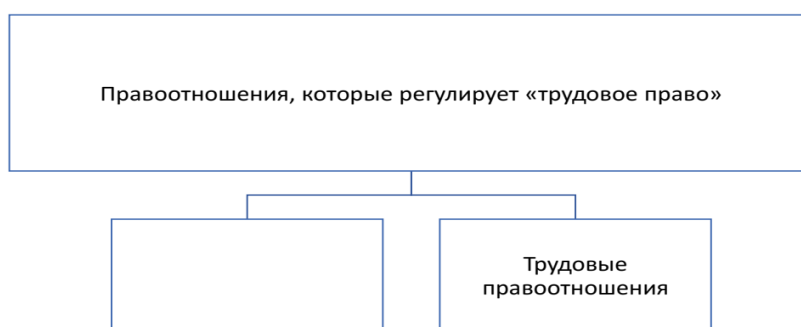 Правоотношения, которые регулирует «трудовое право»
Трудовые
правоотношения